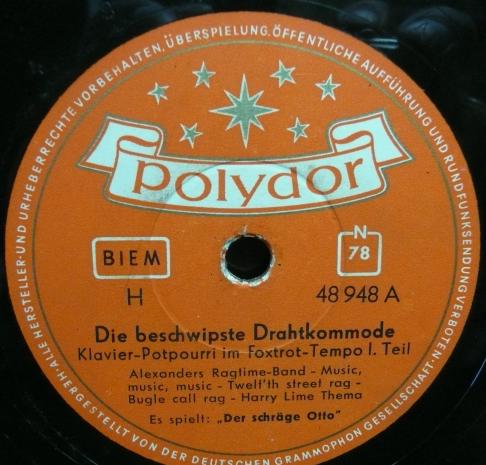 ALLE HERSTELLER- UND URHEBERRECHTE VORBEHALTEN, ÜBERSPIELUNG, ÖFFENTLICHE AUFFÜHRUNG UND RUNDFUNKSENDUNG VERBOTEN.
polydor
BIEM
N
78
H
48 948 A
Die beschwipste Drahtkommode
Klavier-Potpourri im Foxtrot-Tempo I. Teil
Alexanders Ragtime-Band - Music,
music, music - Twelf'th street rag -
Bugle call rag - Harry Lime Thema
Es spielt: „Der schräge Otto"
HERGESTELLT VON DER DEUTSCHEN GRAMMOPHON GESELLSCHAFT